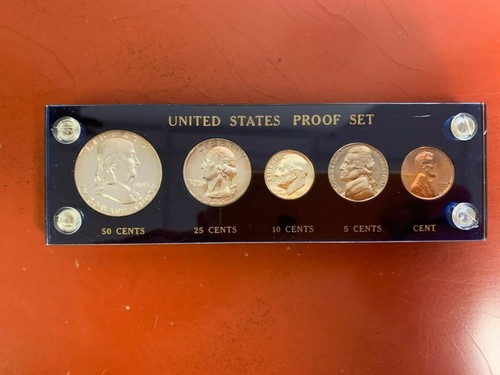 UNITED STATES PROOF SET
50 CENTS
25 CENTS
10 CENTS
5 CENTS
CENT